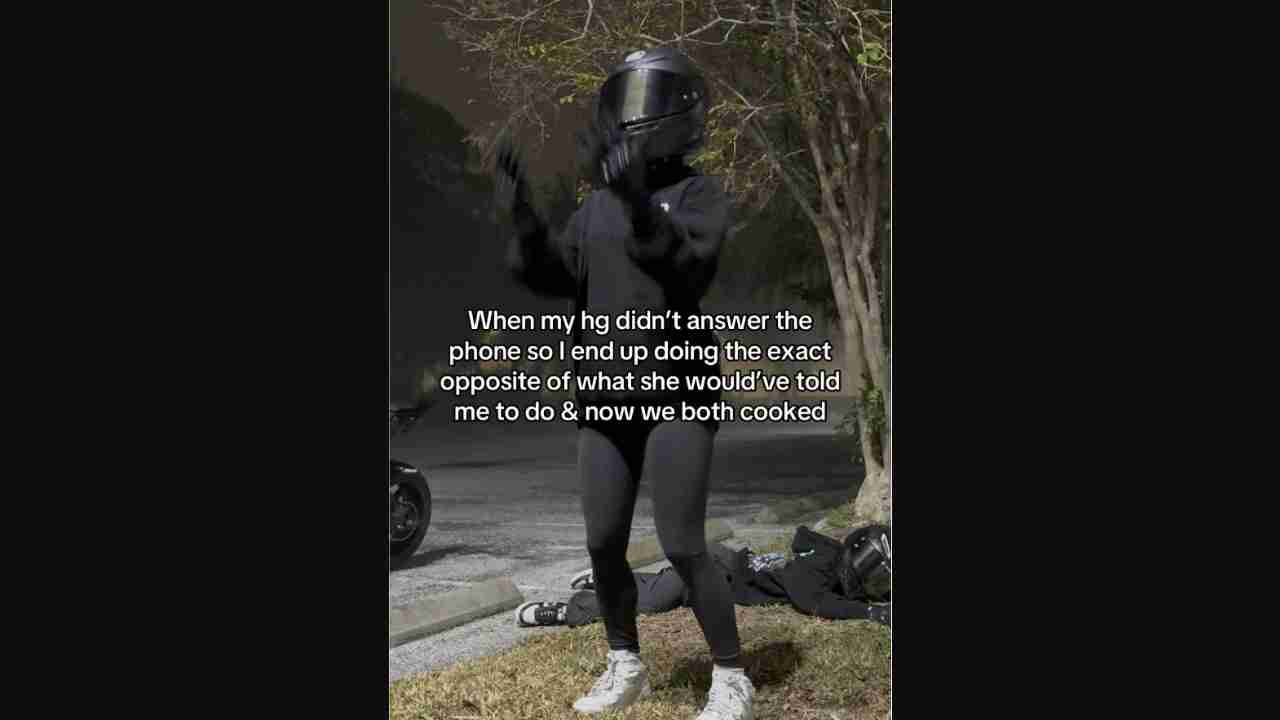 When my hg didn’t answer the
phone so I end up doing the exact
opposite of what she would’ve told
me to do & now we both cooked